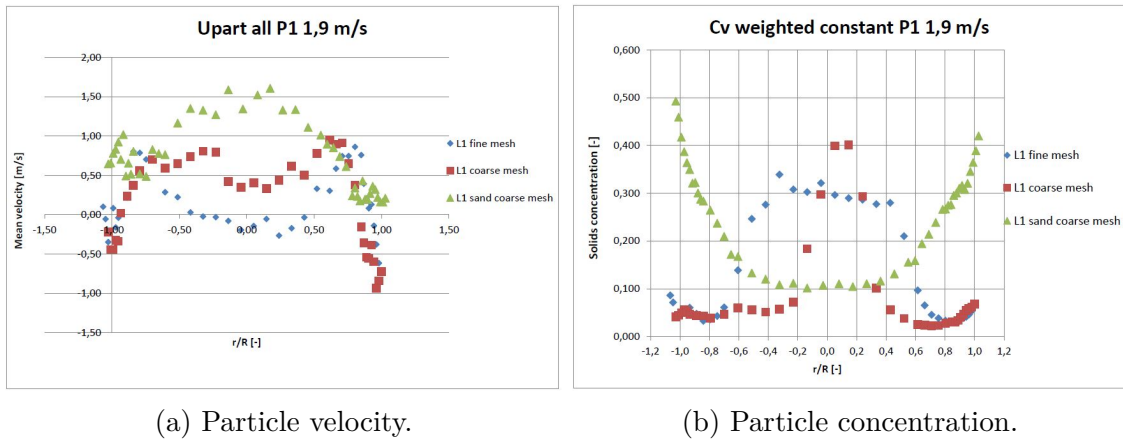 Upart all P1 1,9 m/s
2,00
1,50
1,00
0,50
0,00
-0,50
-1,00
-1,50
-1,50
-1,00
-0,50
0,00
0,50
1,00
1,50
Mean velocity [m/s]
r/R [-]
L1 fine mesh
L1 coarse mesh
L1 sand coarse mesh
Cv weighted constant P1 1,9 m/s
0,600
0,500
0,400
0,300
0,200
0,100
0,000
-1,2
-1,0
-0,8
-0,6
-0,4
-0,2
0,0
0,2
0,4
0,6
0,8
1,0
1,2
Solids concentration [-]
r/R [-]
L1 fine mesh
L1 coarse mesh
L1 sand coarse mesh
(a) Particle velocity.
(b) Particle concentration.